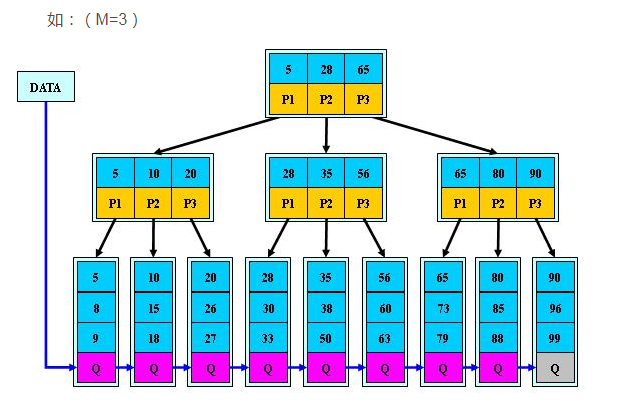 如：（M=3）
5 28 65
DATA
P1 P2 P3
5 10 20 28 35 56 65 80 90
P1 P2 P3 P1 P2 P3 P1 P2 P3
5 10 20 28 35 56 65 80 90
8 15 26 30 38 60 73 85 96
9 18 27 33 50 63 79 88 99
Q Q Q Q Q Q Q Q Q